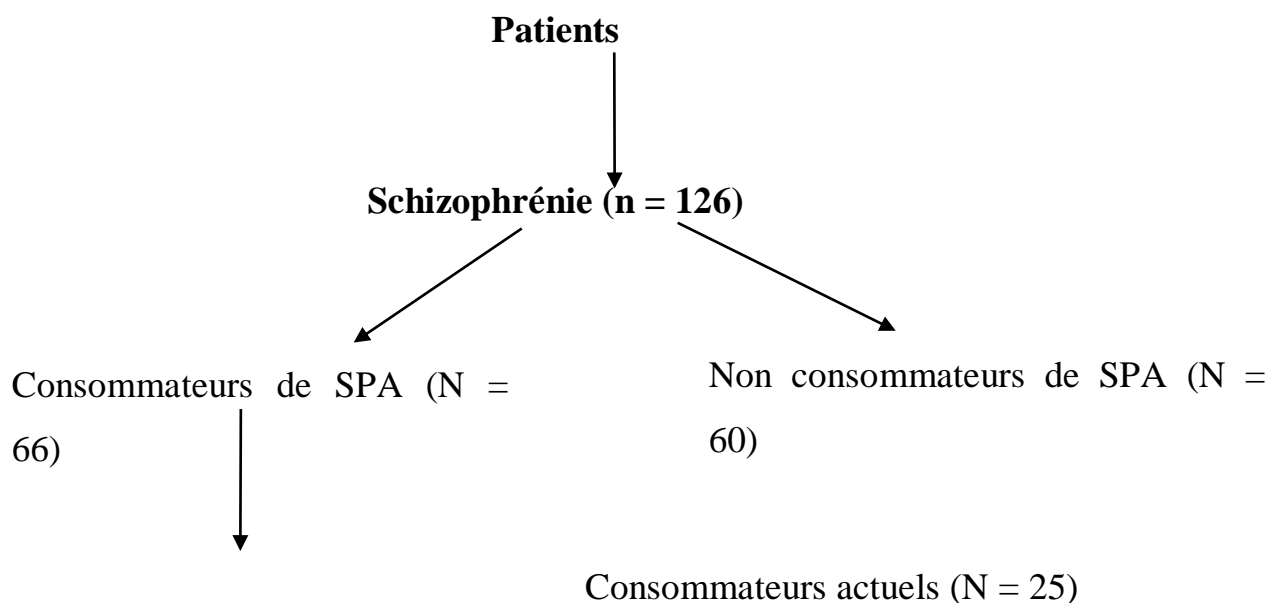 Patients
Schizophrénie (n = 126)
Consommateurs de SPA (N =
66)
Non consommateurs de SPA (N =
60)
Consommateurs actuels (N = 25)